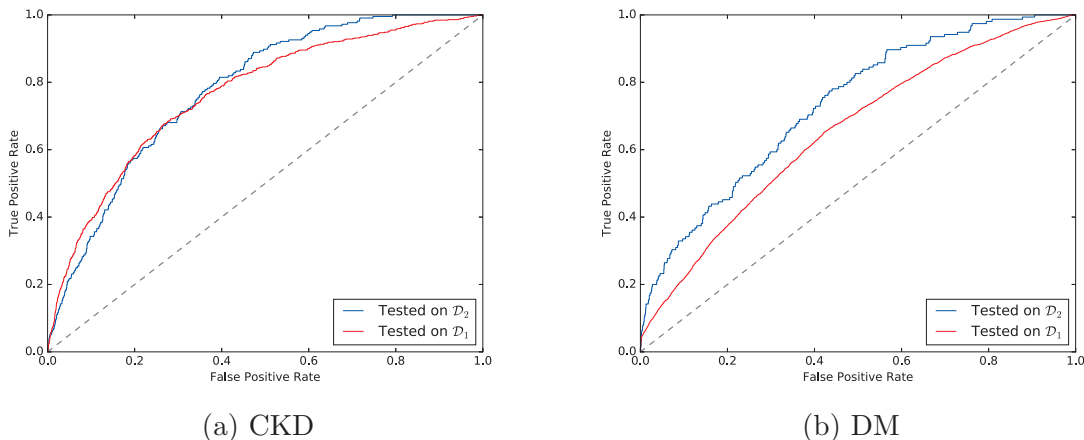 1.0
0.8
0.6
0.4
0.2
0.0
True Positive Rate
0.0 0.2 0.4 0.6 0.8 1.0
False Positive Rate
Tested on 𝒟₂
Tested on 𝒟₁
(a) CKD
1.0
0.8
0.6
0.4
0.2
0.0
True Positive Rate
0.0 0.2 0.4 0.6 0.8 1.0
False Positive Rate
Tested on 𝒟₂
Tested on 𝒟₁
(b) DM